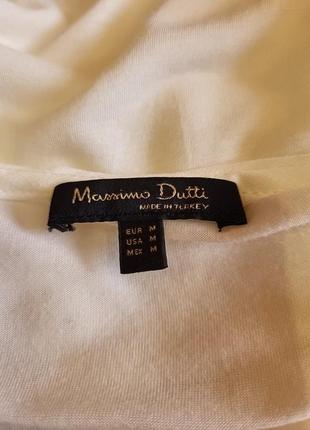 Massimo Dutti
MADE IN TURKEY
EUR M
USA M
MEX M